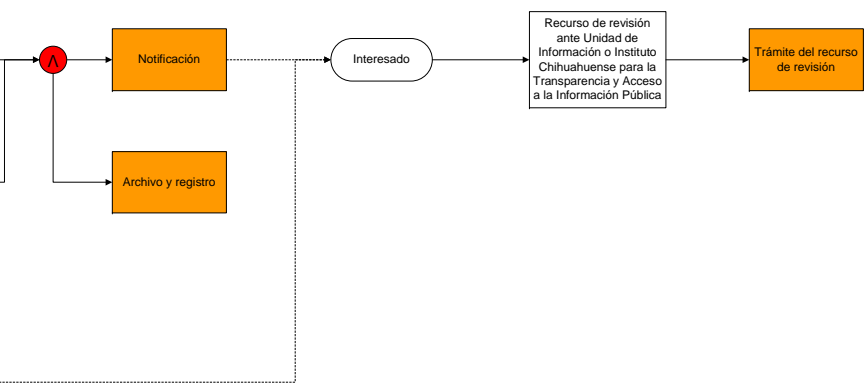 Λ
Notificación
Interesado
Recurso de revisión
ante Unidad de
Información o Instituto
Chihuahuense para la
Transparencia y Acceso
a la Información Pública
Trámite del recurso
de revisión
Archivo y registro